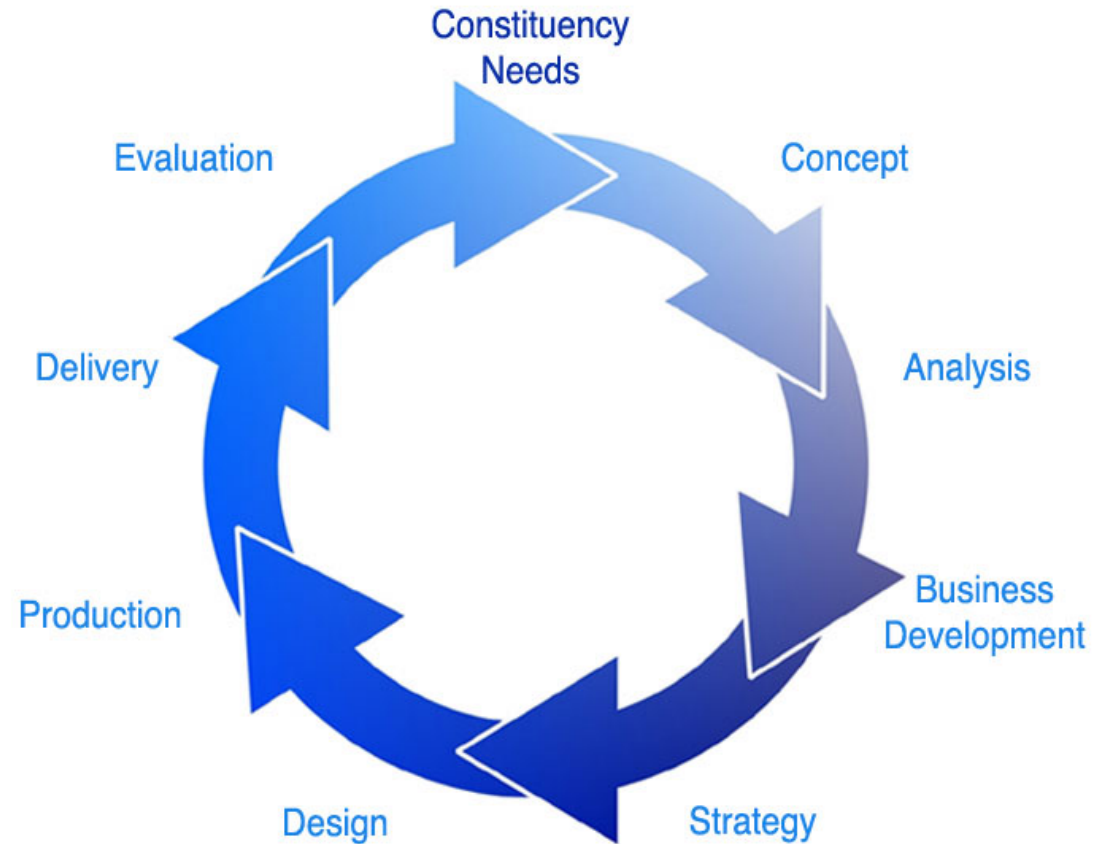 Constituency
Needs
Concept
Analysis
Business
Development
Strategy
Design
Production
Delivery
Evaluation